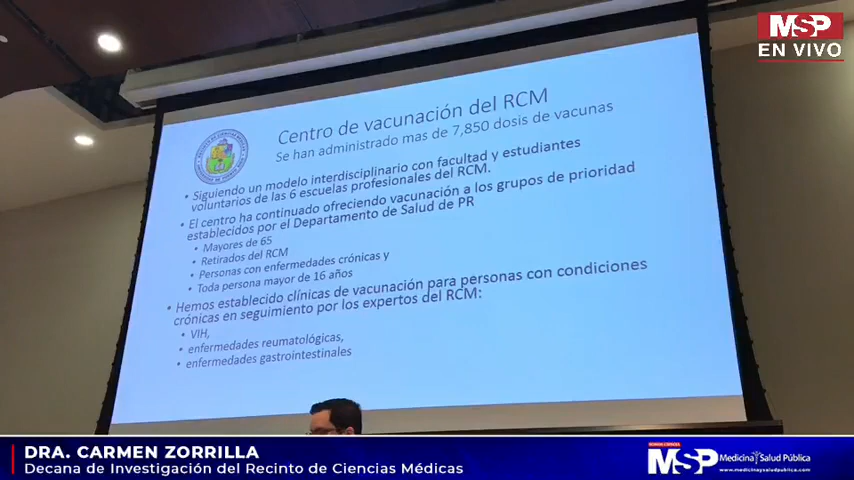 MSP
EN VIVO
Centro de vacunación del RCM
Se han administrado mas de 7,850 dosis de vacunas
• Siguiendo un modelo interdisciplinario con facultad y estudiantes
voluntarios de las 6 escuelas profesionales del RCM.
• El centro ha continuado ofreciendo vacunación a los grupos de prioridad
establecidos por el Departamento de Salud de PR
• Mayores de 65
• Retirados del RCM
• Personas con enfermedades crónicas y
• Toda persona mayor de 16 años
• Hemos establecido clínicas de vacunación para personas con condiciones
crónicas en seguimiento por los expertos del RCM:
• VIH,
• enfermedades reumatológicas,
• enfermedades gastrointestinales
DRA. CARMEN ZORRILLA
Decana de Investigación del Recinto de Ciencias Médicas
MSP Medicina y Salud Pública
www.medicinaysaludpublica.com